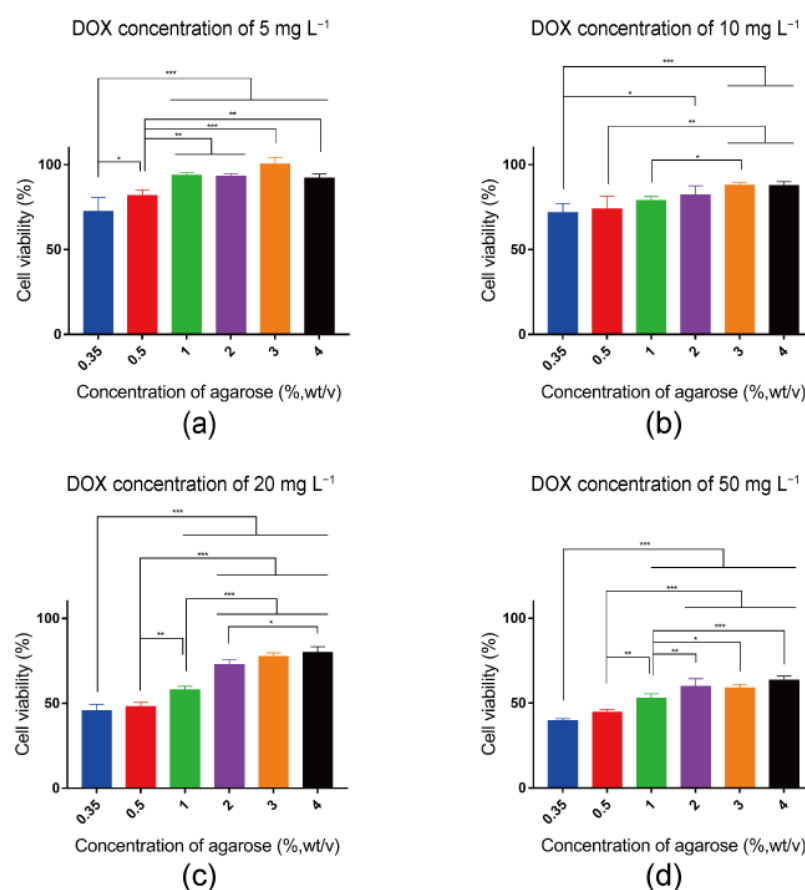 DOX concentration of 5 mg L⁻¹
***
**
***
**
*
Cell viability (%)
100
50
0
0.35 0.5 1 2 3 4
Concentration of agarose (%,wt/v)
(a)
DOX concentration of 10 mg L⁻¹
***
*
**
*
Cell viability (%)
100
50
0
0.35 0.5 1 2 3 4
Concentration of agarose (%,wt/v)
(b)
DOX concentration of 20 mg L⁻¹
***
***
***
*
**
Cell viability (%)
100
50
0
0.35 0.5 1 2 3 4
Concentration of agarose (%,wt/v)
(c)
DOX concentration of 50 mg L⁻¹
***
***
***
*
**
**
Cell viability (%)
100
50
0
0.35 0.5 1 2 3 4
Concentration of agarose (%,wt/v)
(d)